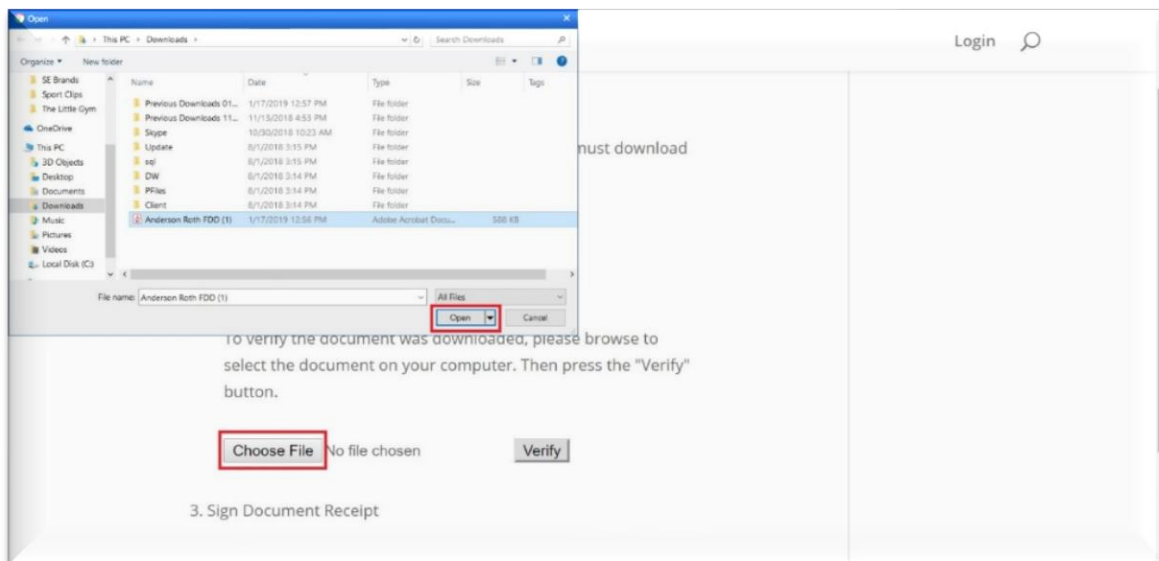 Open
This PC › Downloads ›
Search Downloads
Login
Organize
New folder
SE Brands
Sport Clips
The Little Gym
OneDrive
This PC
3D Objects
Desktop
Documents
Downloads
Music
Pictures
Videos
Local Disk (C:)
Name Date Type Size Tags
Previous Downloads 01... 1/17/2019 12:57 PM File folder
Previous Downloads 11... 11/13/2018 4:53 PM File folder
Skype 10/30/2018 10:23 AM File folder
Update 8/1/2018 3:15 PM File folder
sql 8/1/2018 3:15 PM File folder
DW 8/1/2018 3:14 PM File folder
PFiles 8/1/2018 3:14 PM File folder
Client 8/1/2018 3:14 PM File folder
Anderson Roth FDD (1) 1/17/2019 12:56 PM Adobe Acrobat Docu... 588 KB
File name: Anderson Roth FDD (1) All Files
Open Cancel
must download
To verify the document was downloaded, please browse to
select the document on your computer. Then press the "Verify"
button.
Choose File No file chosen Verify
3. Sign Document Receipt